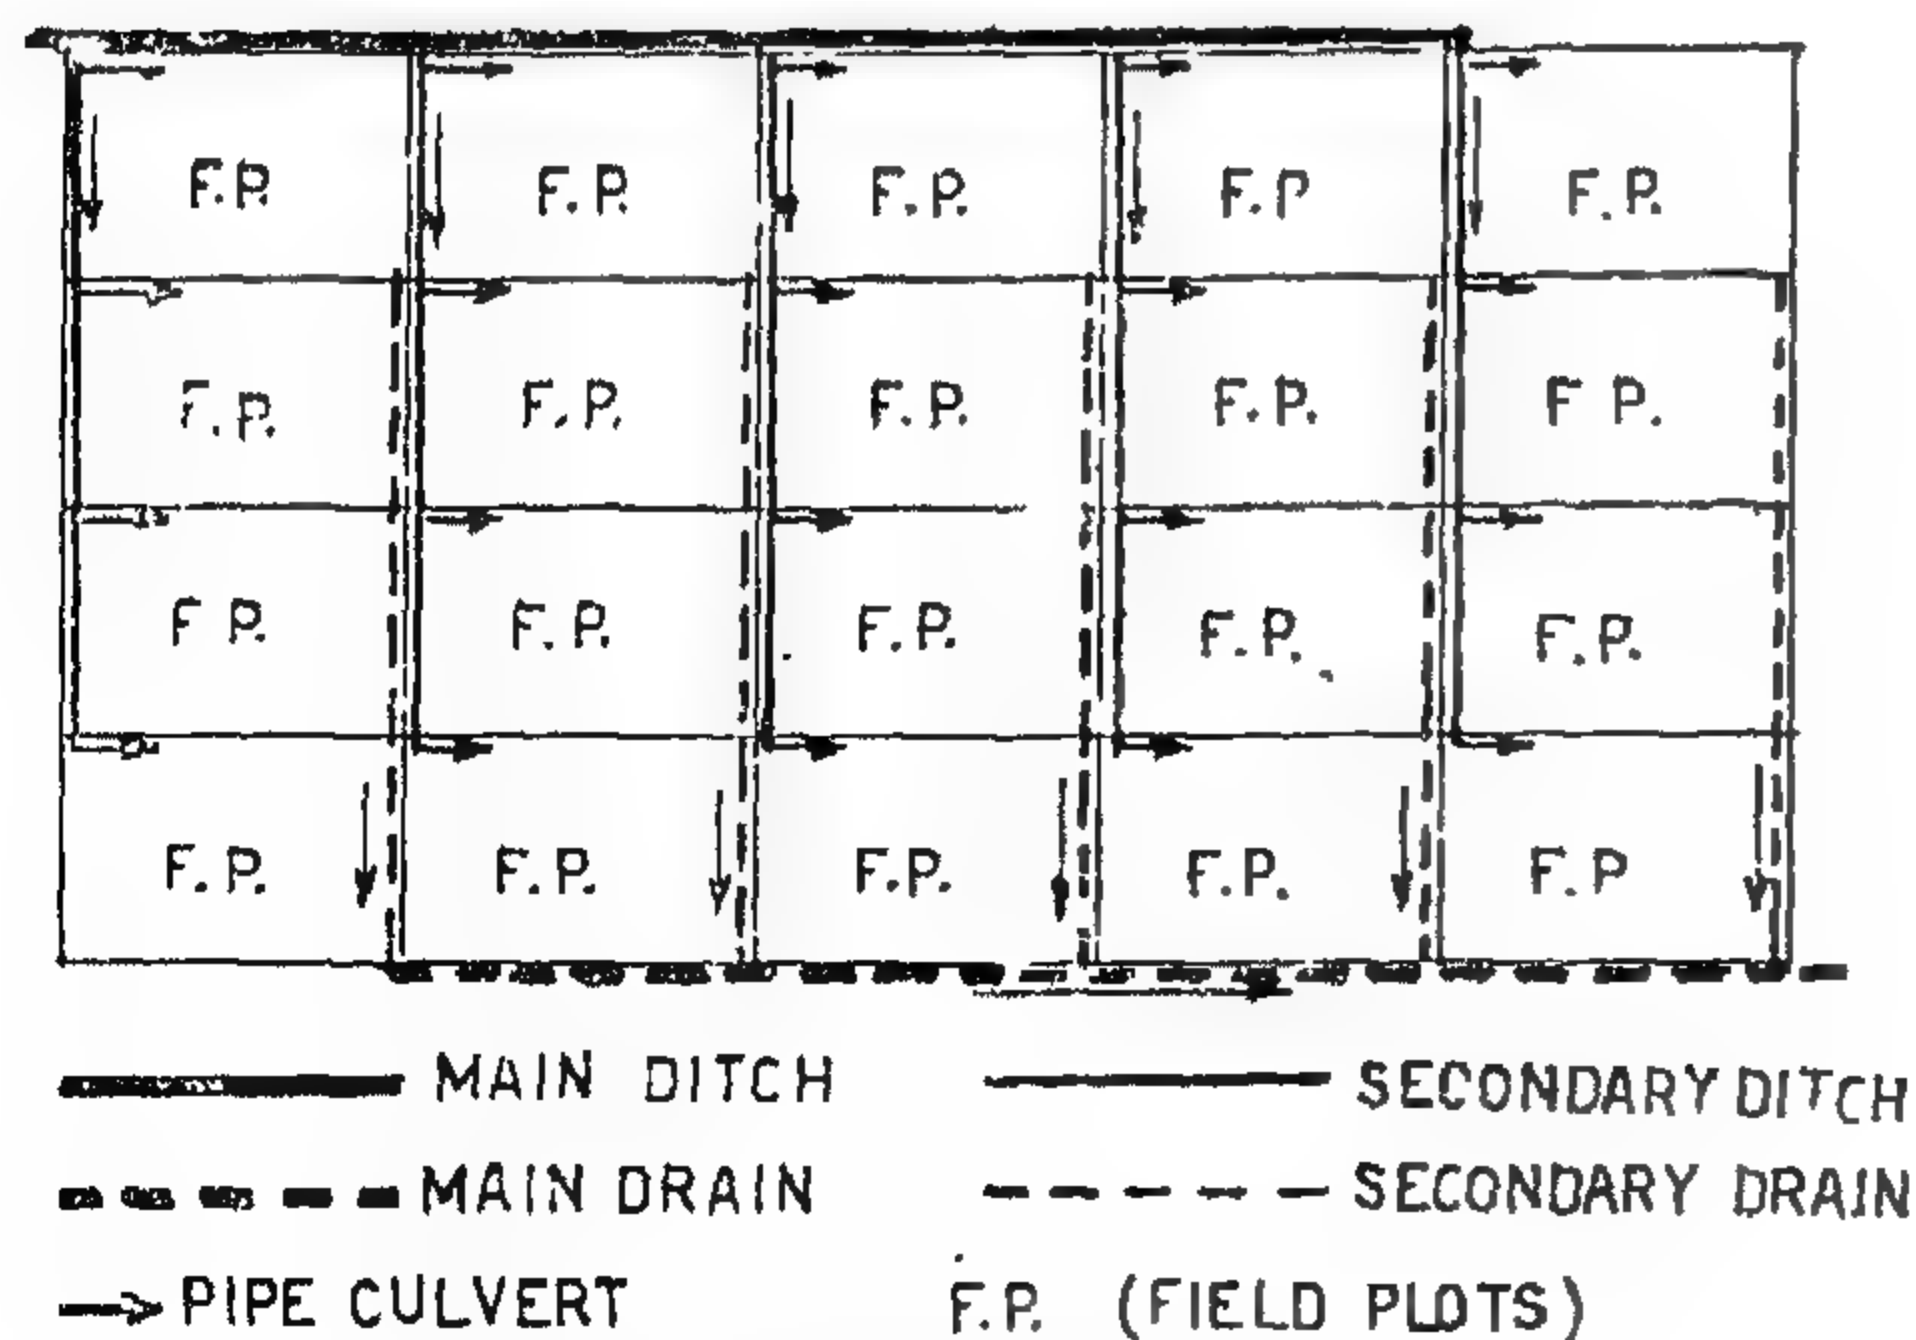 F.P. F.P. F.P. F.P F.P.
F.P. F.P. F.P. F.P. F P.
F P. F.P. F.P. F.P. F.P.
F.P. F.P. F.P. F.P. F.P
MAIN DITCH SECONDARY DITCH
MAIN DRAIN SECONDARY DRAIN
PIPE CULVERT F.P. (FIELD PLOTS)